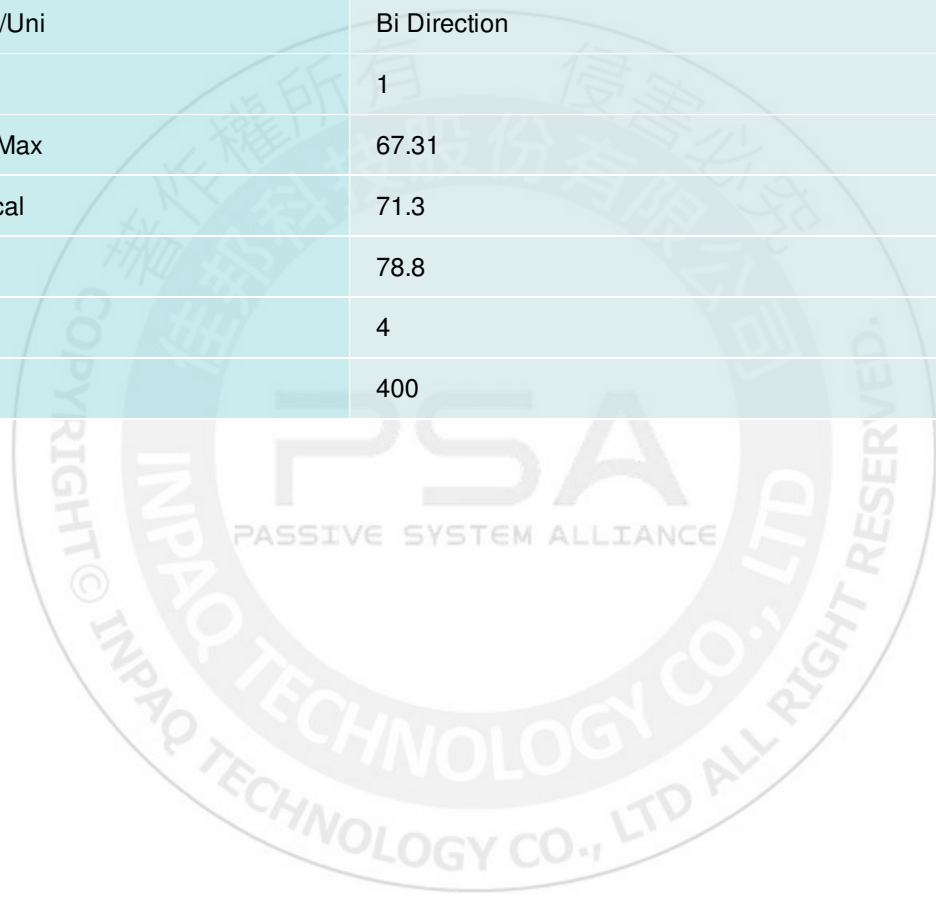 /Uni Bi Direction
1
Max 67.31
cal 71.3
78.8
4
400
著作權所有 侵害必究
佳邦科技股份有限公司
PSA
PASSIVE SYSTEM ALLIANCE
INPAQ TECHNOLOGY CO., LTD
COPYRIGHT © INPAQ TECHNOLOGY CO., LTD ALL RIGHT RESERVED.